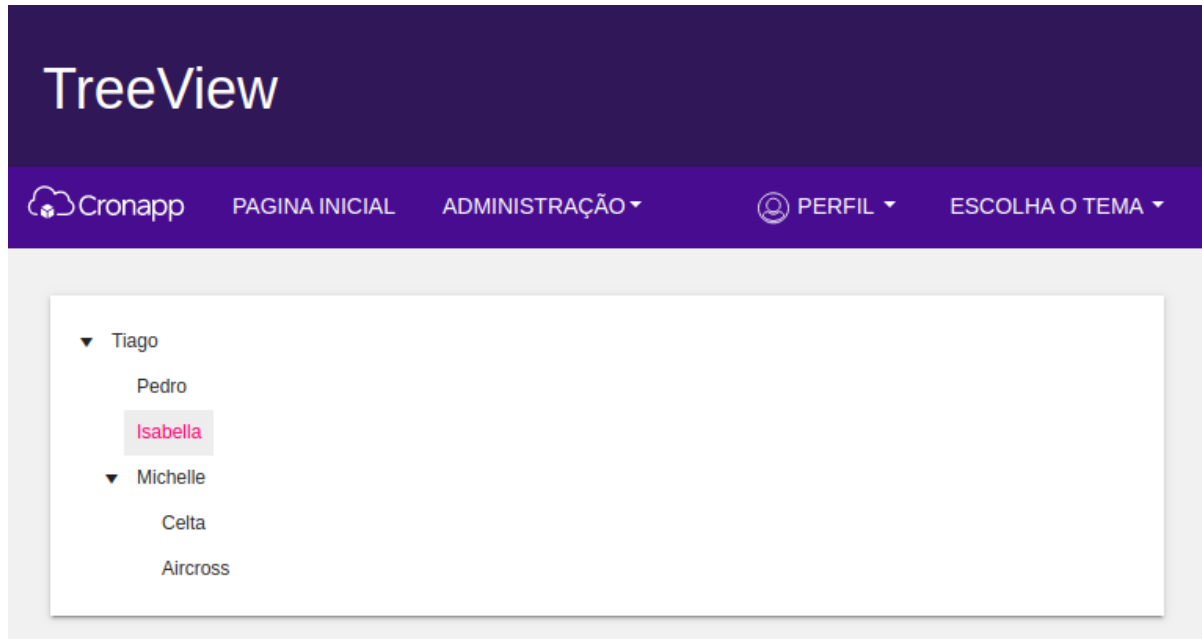 TreeView
Cronapp PAGINA INICIAL ADMINISTRAÇÃO PERFIL ESCOLHA O TEMA
Tiago
Pedro
Isabella
Michelle
Celta
Aircross